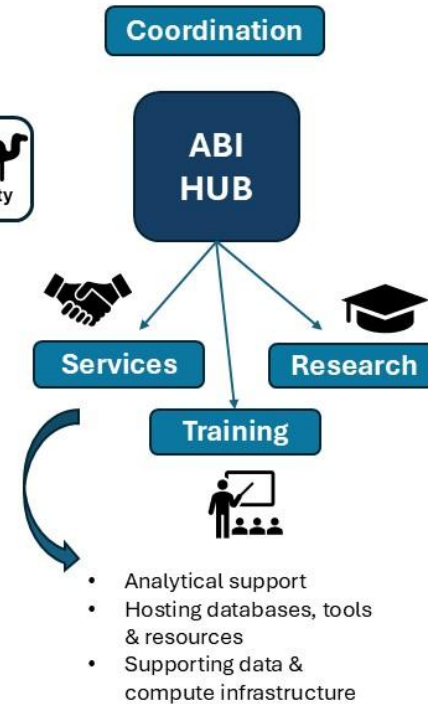 Coordination
ABI
HUB
Services
Research
Training
• Analytical support
• Hosting databases, tools
& resources
• Supporting data &
compute infrastructure